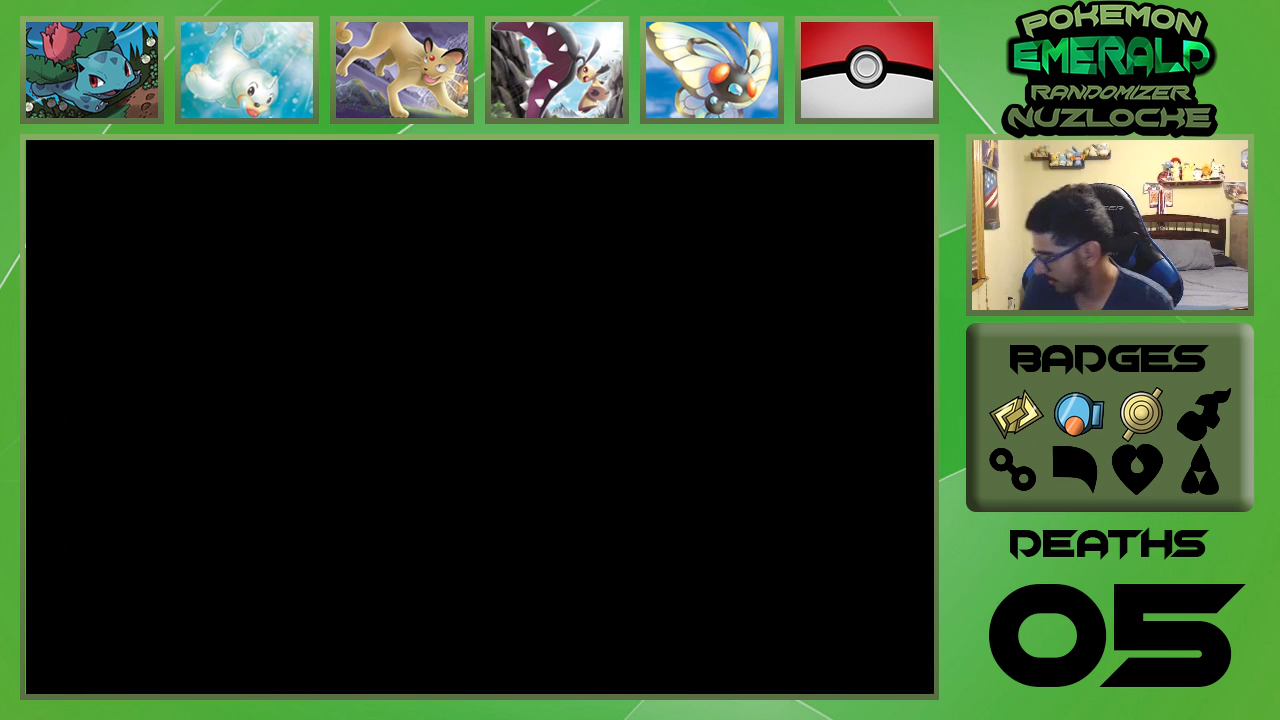 POKEMON
EMERALD
RANDOMIZER
NUZLOCKE
BADGES
DEATHS
05